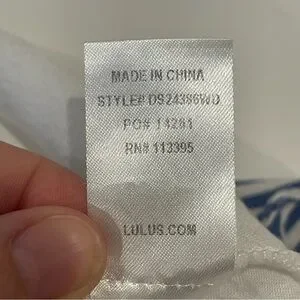 MADE IN CHINA
STYLE# DS24386WD
PO# 14281
RN# 113395
LULUS.COM